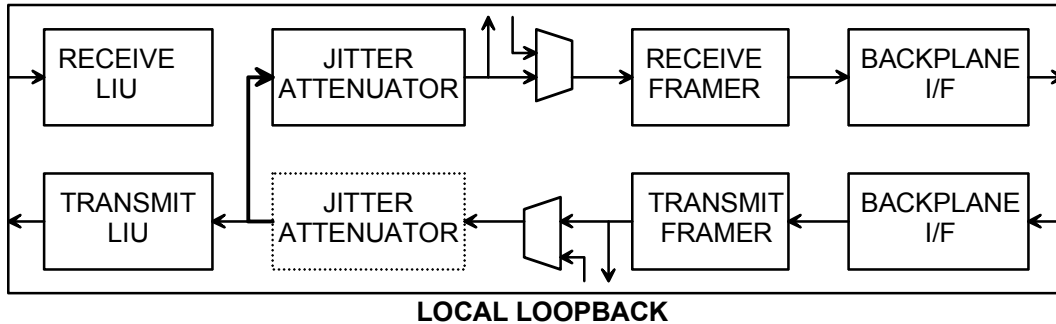 RECEIVE
LIU
JITTER
ATTENUATOR
RECEIVE
FRAMER
BACKPLANE
I/F
TRANSMIT
LIU
JITTER
ATTENUATOR
TRANSMIT
FRAMER
BACKPLANE
I/F
LOCAL LOOPBACK